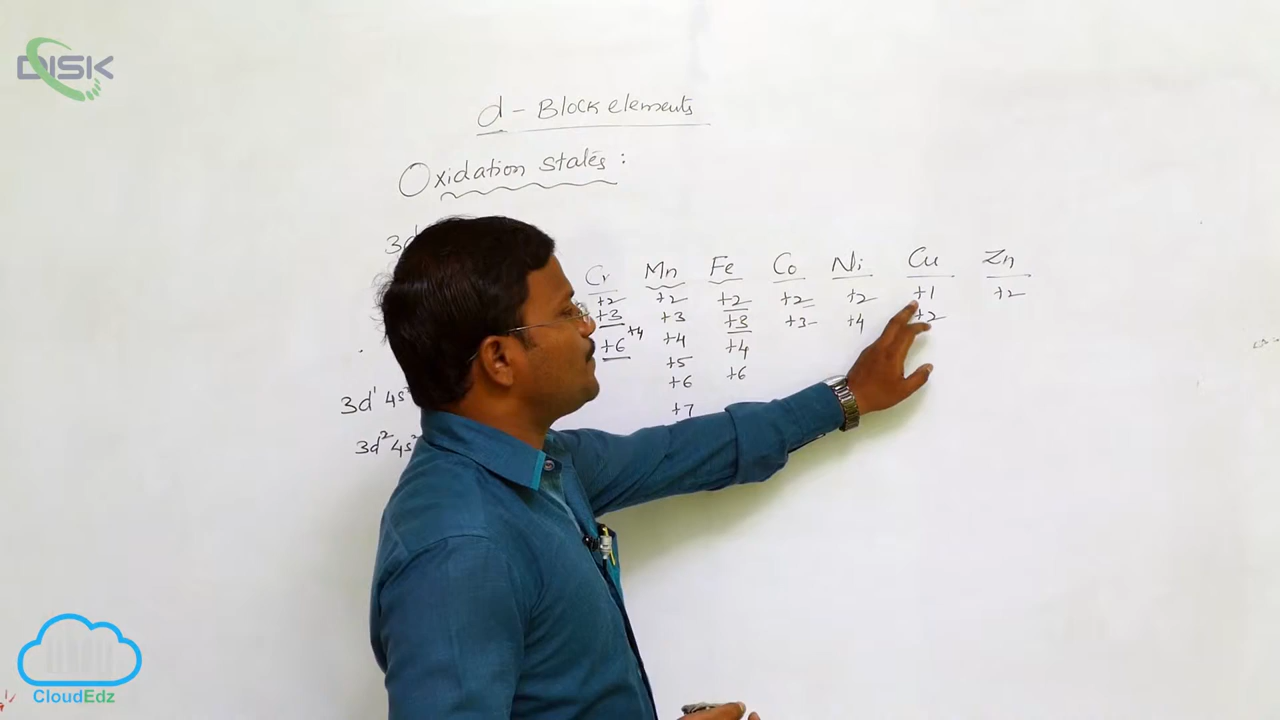 DISK
d - Block elements
Oxidation states :
3d
Cr Mn Fe Co Ni Cu Zn
+2 +2 +2 +2 +2 +1 +2
+3 +3 +3 +3 +4 +2
+4
+6 +4 +4
+5 +6
+6
+7
3d¹ 4s²
3d² 4s²
CloudEdz